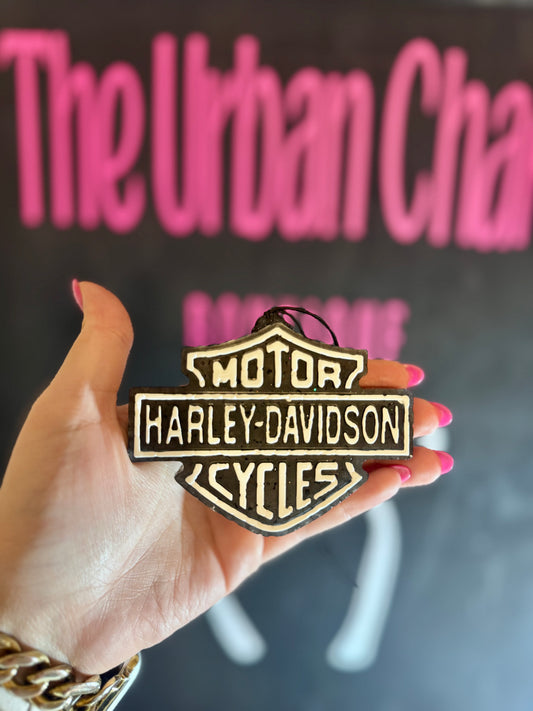 The Urban Cha
MOTOR
HARLEY-DAVIDSON
CYCLES